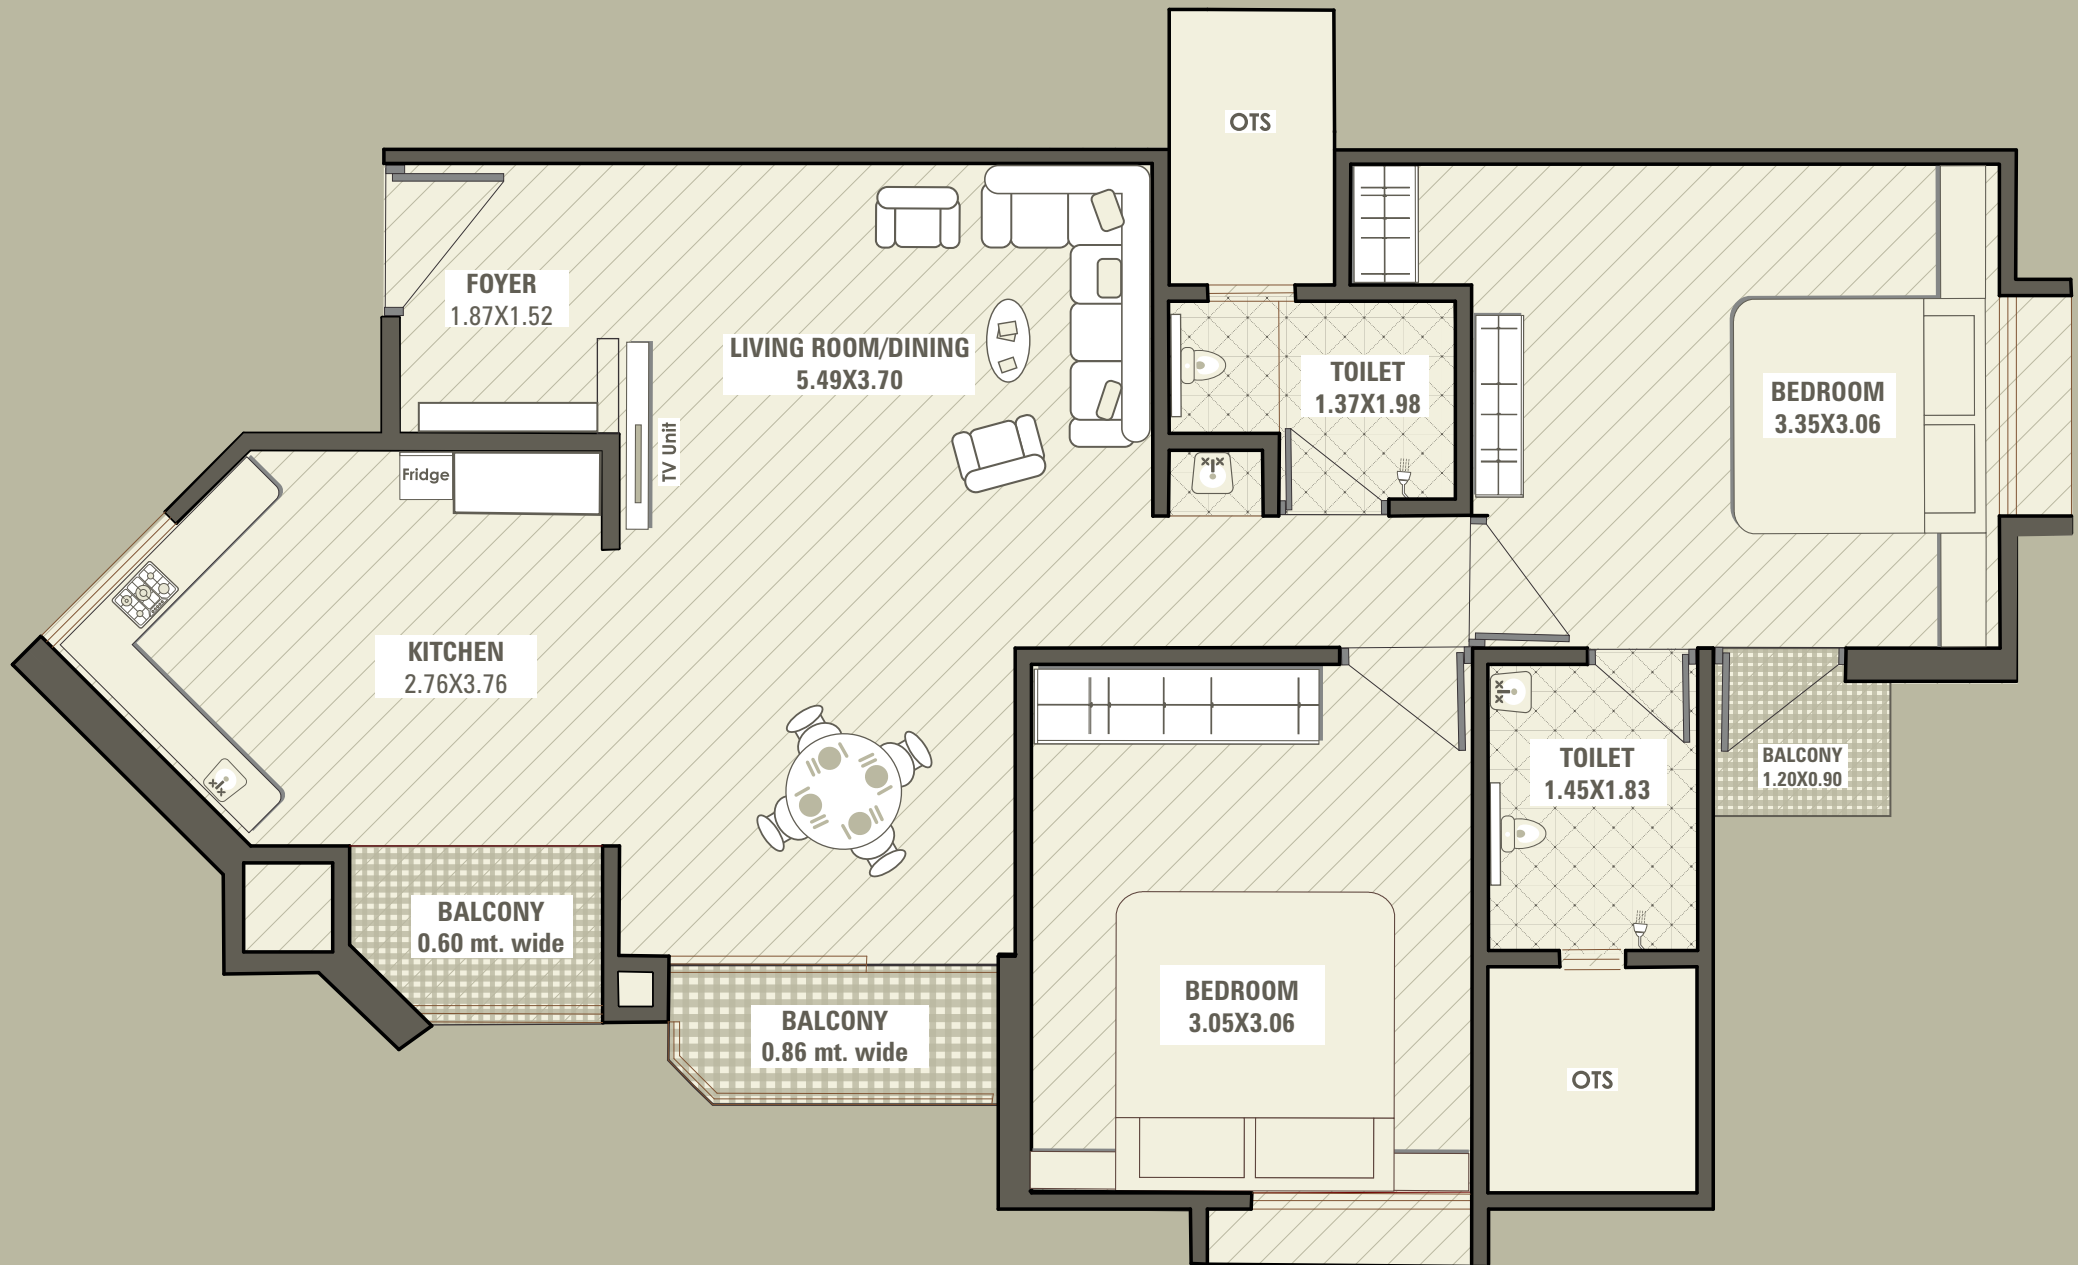 OTS
FOYER
1.87X1.52
LIVING ROOM/DINING
5.49X3.70
TOILET
1.37X1.98
BEDROOM
3.35X3.06
TV Unit
Fridge
KITCHEN
2.76X3.76
TOILET
1.45X1.83
BALCONY
1.20X0.90
BALCONY
0.60 mt. wide
BALCONY
0.86 mt. wide
BEDROOM
3.05X3.06
OTS